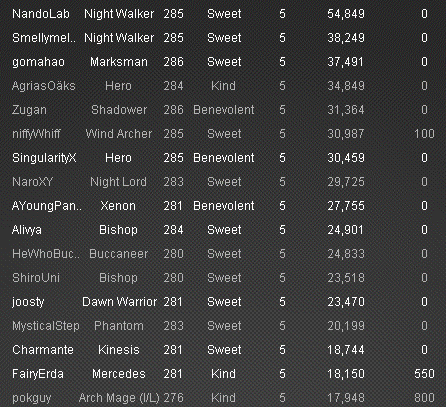 NandoLab Night Walker 285 Sweet 5 54,849 0
Smellymel.. Night Walker 285 Sweet 5 38,249 0
gomahao Marksman 286 Sweet 5 37,491 0
AgriasOäks Hero 284 Kind 5 34,849 0
Zugan Shadower 286 Benevolent 5 31,364 0
niffyWhiff Wind Archer 285 Sweet 5 30,987 100
SingularityX Hero 285 Benevolent 5 30,459 0
NaroXY Night Lord 283 Sweet 5 29,725 0
AYoungPan.. Xenon 281 Benevolent 5 27,755 0
Alivya Bishop 284 Sweet 5 24,901 0
HeWhoBuc.. Buccaneer 280 Sweet 5 24,833 0
ShiroUni Bishop 280 Sweet 5 23,518 0
joosty Dawn Warrior 281 Sweet 5 23,470 0
MysticalStep Phantom 283 Sweet 5 20,199 0
Charmante Kinesis 281 Sweet 5 18,744 0
FairyErda Mercedes 281 Kind 5 18,150 550
pokguy Arch Mage (I/L) 276 Kind 5 17,948 800